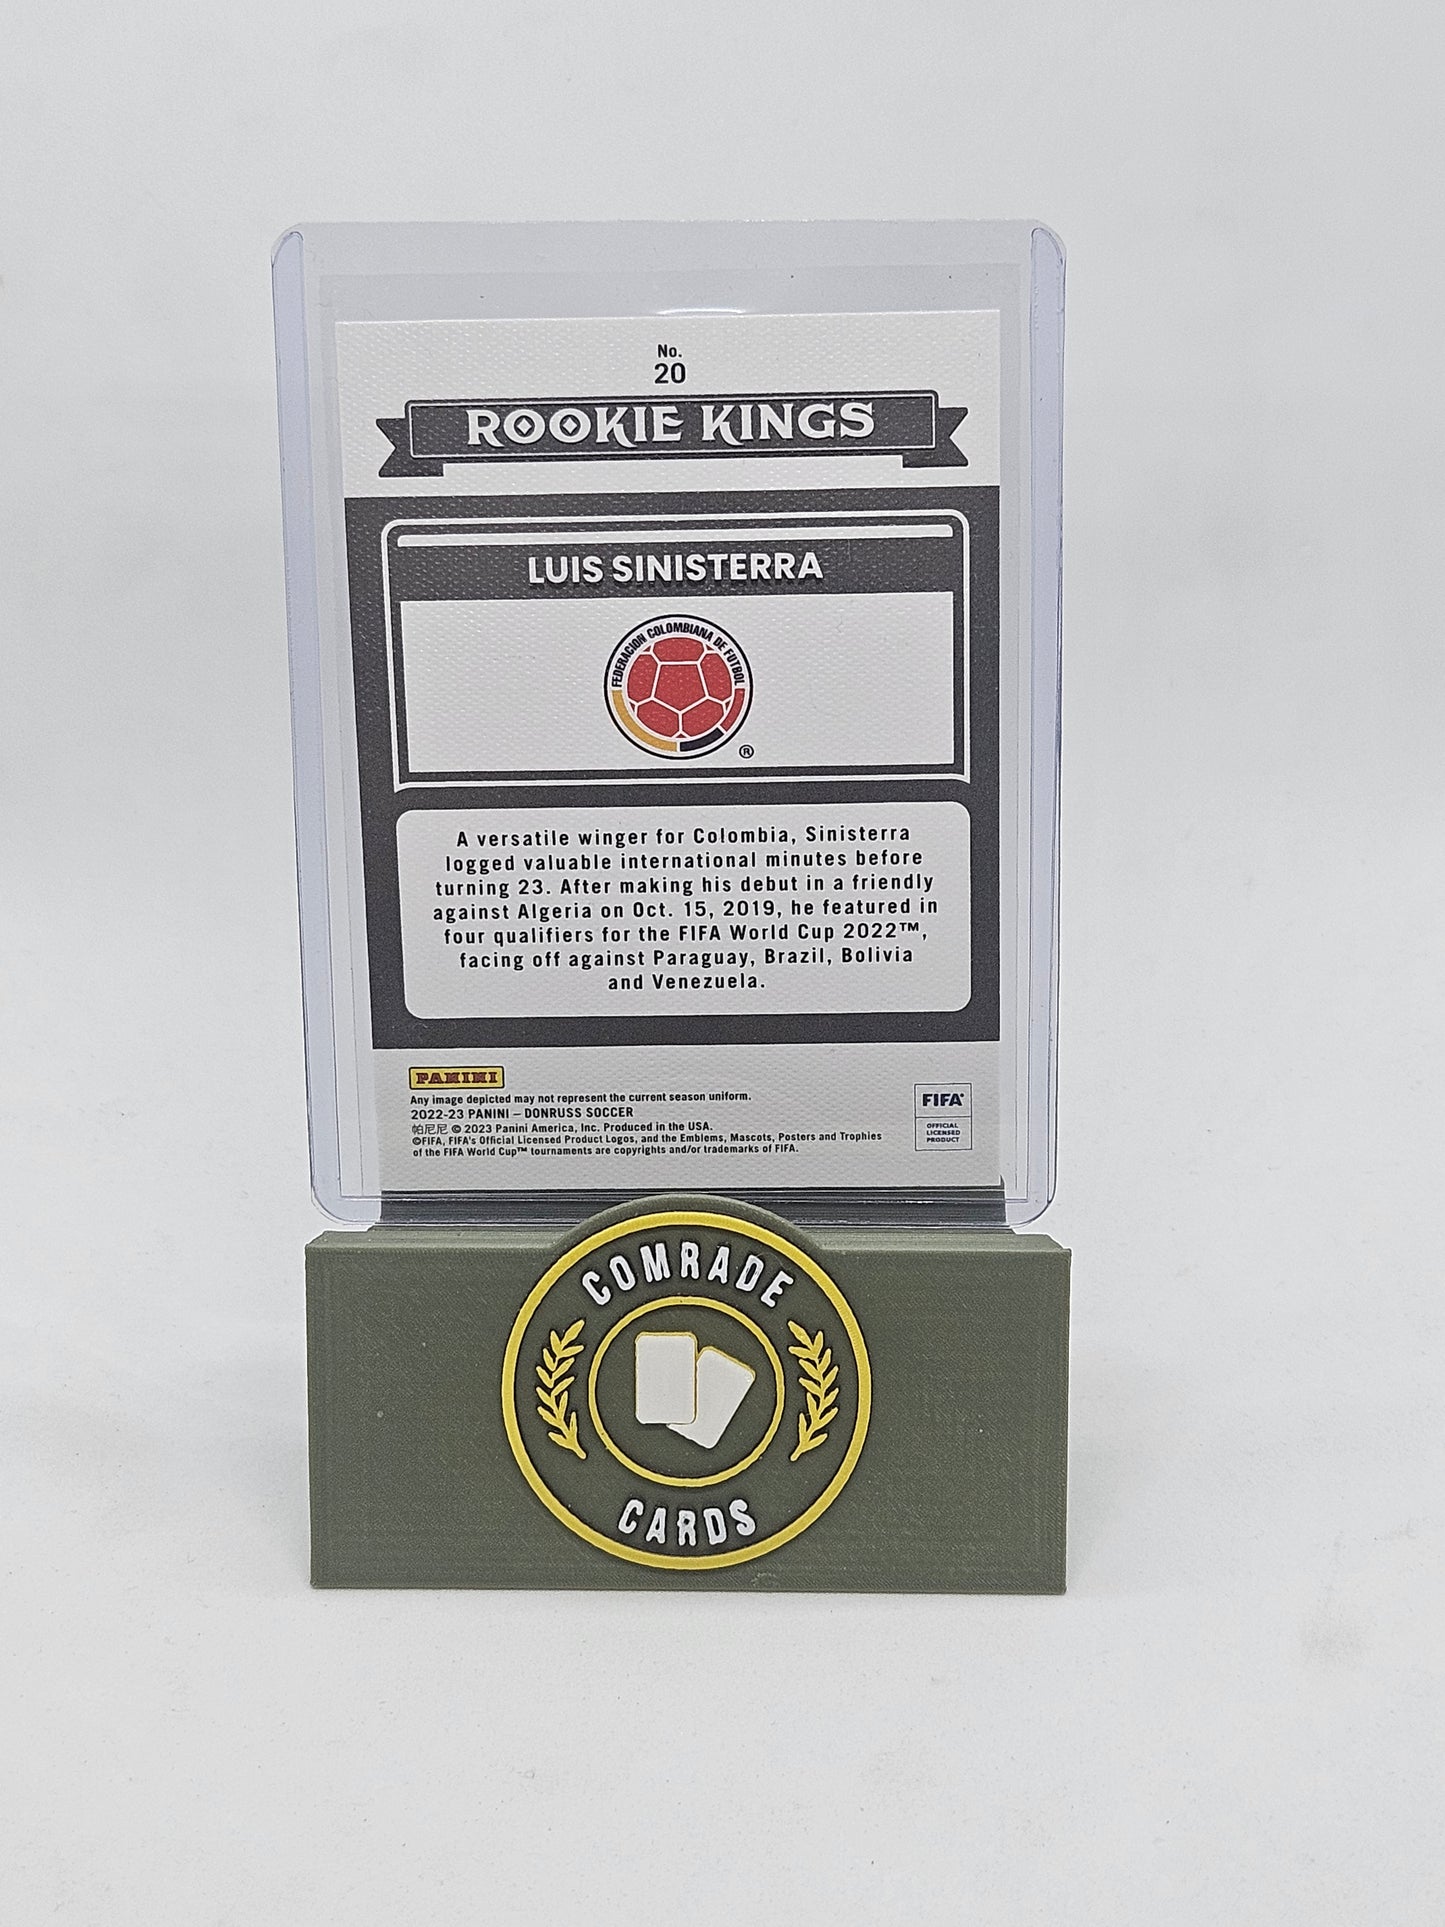 No.
20
ROOKIE KINGS
LUIS SINISTERRA
FEDERACION COLOMBIANA DE FUTBOL
®
A versatile winger for Colombia, Sinisterra
logged valuable international minutes before
turning 23. After making his debut in a friendly
against Algeria on Oct. 15, 2019, he featured in
four qualifiers for the FIFA World Cup 2022™,
facing off against Paraguay, Brazil, Bolivia
and Venezuela.
PANINI
Any image depicted may not represent the current season uniform.
2022-23 PANINI – DONRUSS SOCCER
帕尼尼 © 2023 Panini America, Inc. Produced in the USA.
©FIFA, FIFA's Official Licensed Product Logos, and the Emblems, Mascots, Posters and Trophies
of the FIFA World Cup™ tournaments are copyrights and/or trademarks of FIFA.
FIFA®
OFFICIAL
LICENSED
PRODUCT
COMRADE
CARDS